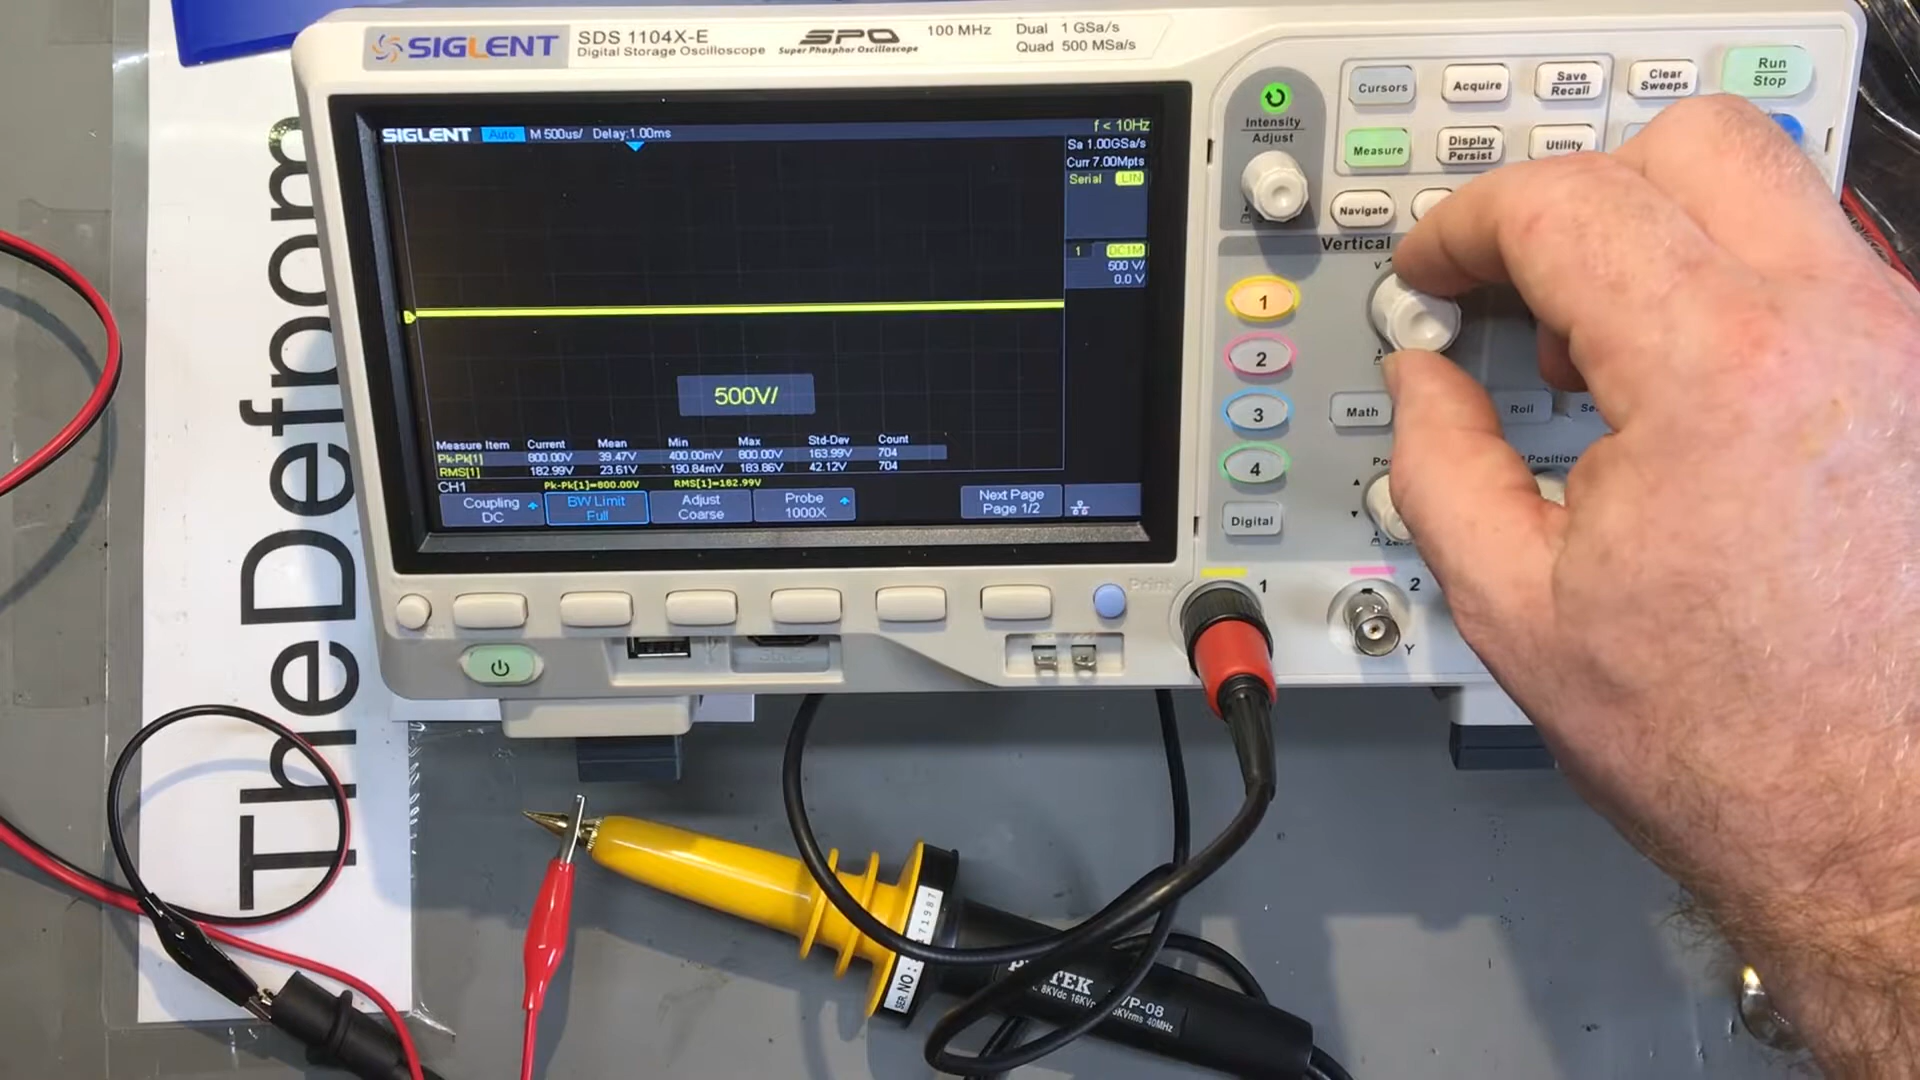 SIGLENT
SDS 1104X-E
Digital Storage Oscilloscope
SPO
Super Phosphor Oscilloscope
100 MHz
Dual 1 GSa/s
Quad 500 MSa/s
SIGLENT
Auto
M 500us/
Delay:1.00ms
f < 10Hz
Sa 1.00GSa/s
Curr 7.00Mpts
Serial LIN
1 DC1M
500 V/
0.0 V
500V/
Measure Item Current Mean Min Max Std-Dev Count
Pk-Pk[1] 800.00V 39.47V 400.00mV 800.00V 163.99V 704
RMS[1] 182.99V 23.61V 190.84mV 183.86V 42.12V 704
CH1 Pk-Pk[1]=800.00V RMS[1]=182.99V
Coupling
DC
BW Limit
Full
Adjust
Coarse
Probe
1000X
Next Page
Page 1/2
Intensity
Adjust
Cursors
Acquire
Save
Recall
Clear
Sweeps
Run
Stop
Measure
Display
Persist
Utility
Navigate
Vertical
1
2
3
4
Math
Roll
Position
Digital
Print
1
2
Y
TheDefpom
SER. NO:
71987
TEK
8KVdc
40MHz